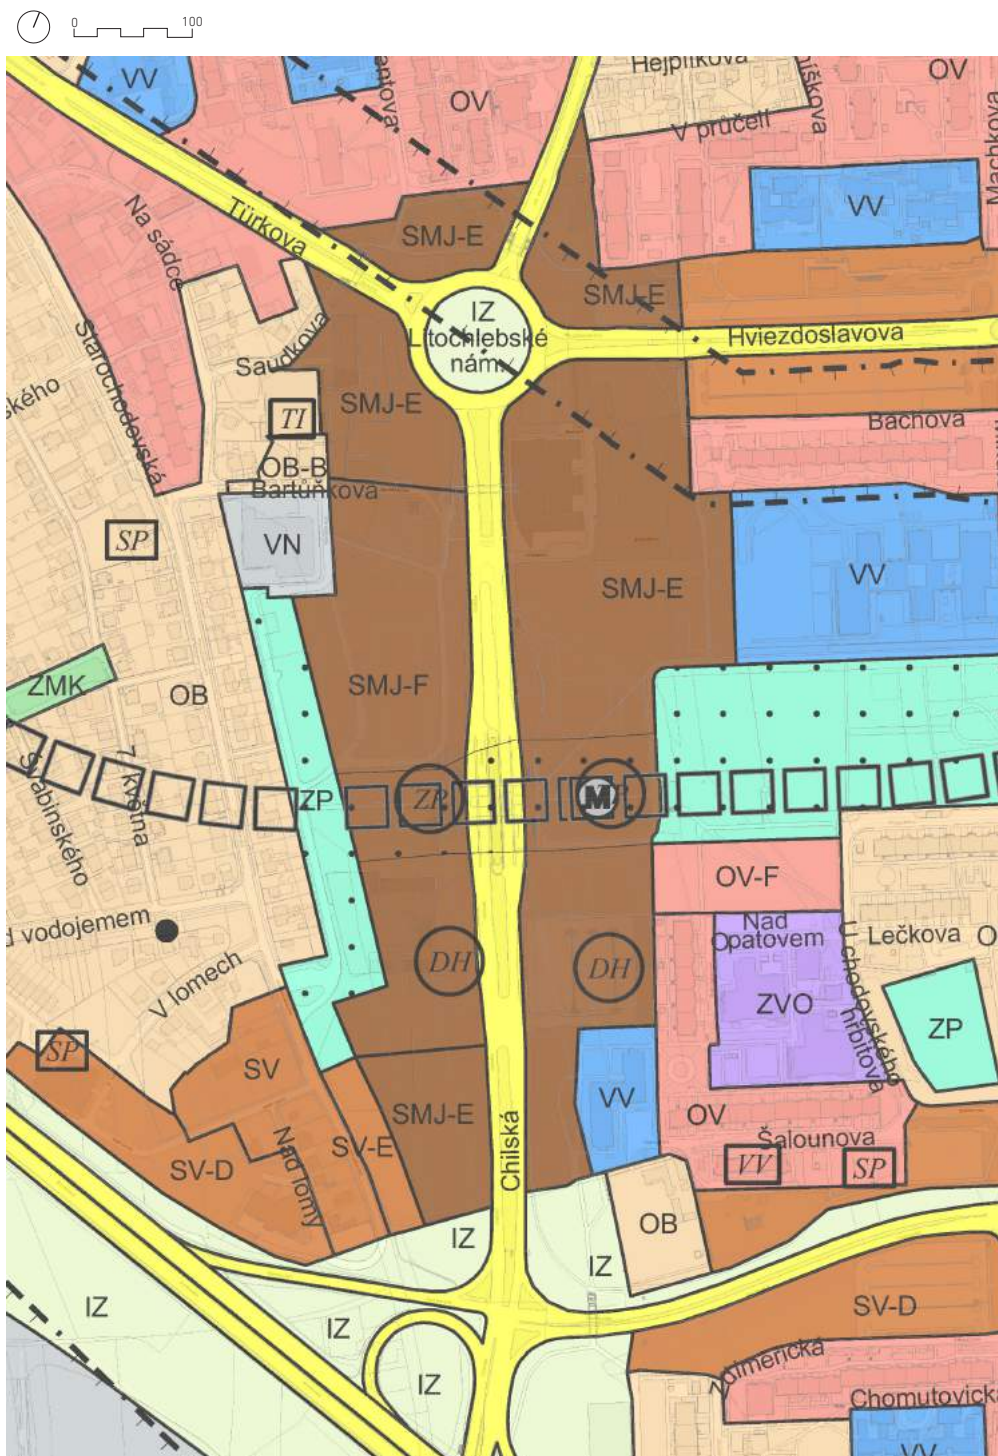 0 100
VV
OV
Hejplíkova
OV
V průčelí
Machkova
VV
Na sádce
Türkova
SMJ-E
SMJ-E
IZ
Litochlebské
nám.
Hviezdoslavova
Starochodovská
Saudkova
SMJ-E
TI
Bachova
OB-B
Bartůňkova
SP
VN
SMJ-E
VV
ZMK
OB
SMJ-F
7. května
Švabinského
ZP
ZP
M
OV-F
Nad
Opatovem
U chodovského
hřbitova
Lečkova
O
d vodojemem
V lomech
DH
DH
ZVO
ZP
SP
SV
VV
SMJ-E
OV
Šalounova
SV-E
SV-D
Nad lomy
Chilská
VV
SP
OB
IZ
IZ
IZ
IZ
IZ
SV-D
Zdiměřická
Chomutovická
VV